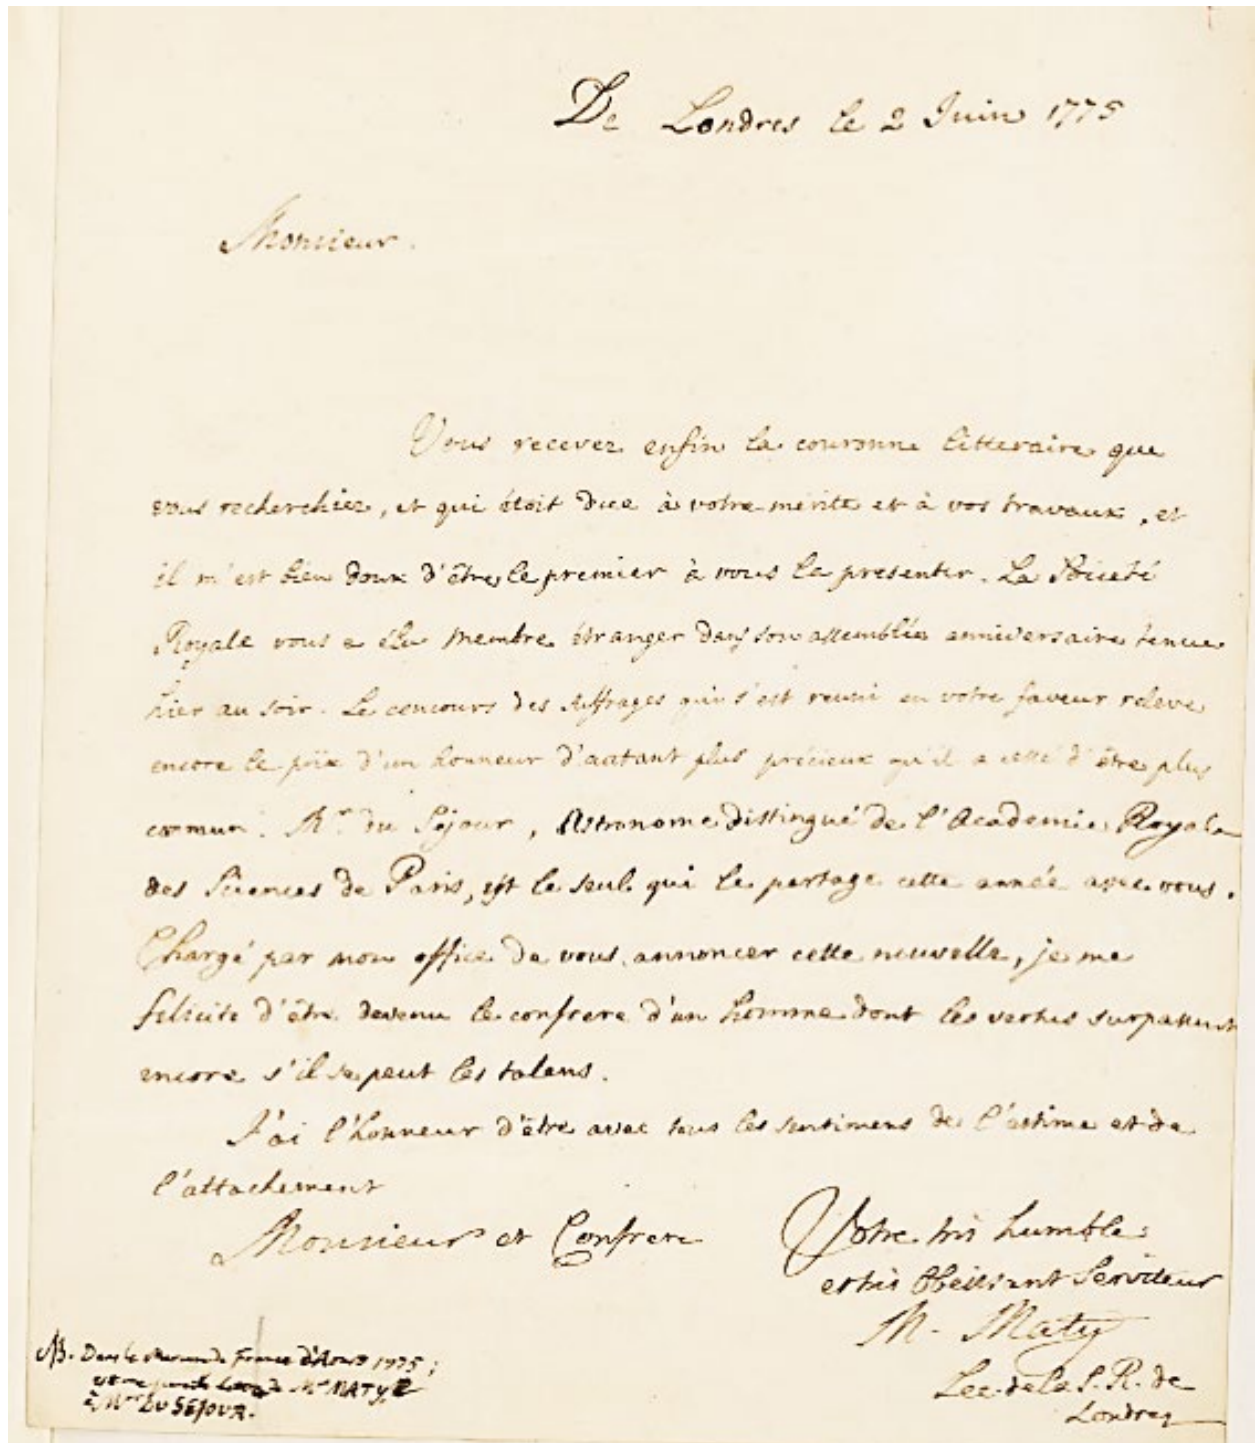 De Londres le 2 Juin 1775
Monsieur.
Vous recevez enfin la couronne litteraire que
vous recherchiez, et qui étoit due à votre merite et à vos travaux, et
il m'est bien doux d'être le premier à vous la presenter. La Société
Royale vous a élu membre étranger dans son assemblée anniversaire tenue
hier au soir. Le concours des suffrages qui s'est reuni en votre faveur releve
encore le prix d'un honneur d'autant plus précieux qu'il a cessé d'être plus
commun. Mr. du Séjour, Astronome distingué de l'Academie Royale
des Sciences de Paris, est le seul qui le partage cette année avec vous.
Chargé par mon office de vous annoncer cette nouvelle, je me
felicite d'être devenu le confrere d'un homme dont les vertus surpassent
encore s'il se peut les talens.
J'ai l'honneur d'être avec tous les sentimens de l'estime et de
l'attachement
Monsieur et Confrere
Votre très humble
et très Obeissant Serviteur
M. Maty
Sec. de la S. R. de
Londres
NB. Dans le Mercure de France d'Aoust 1775;
Mr. MATY
à Mr. DU SÉJOUR.